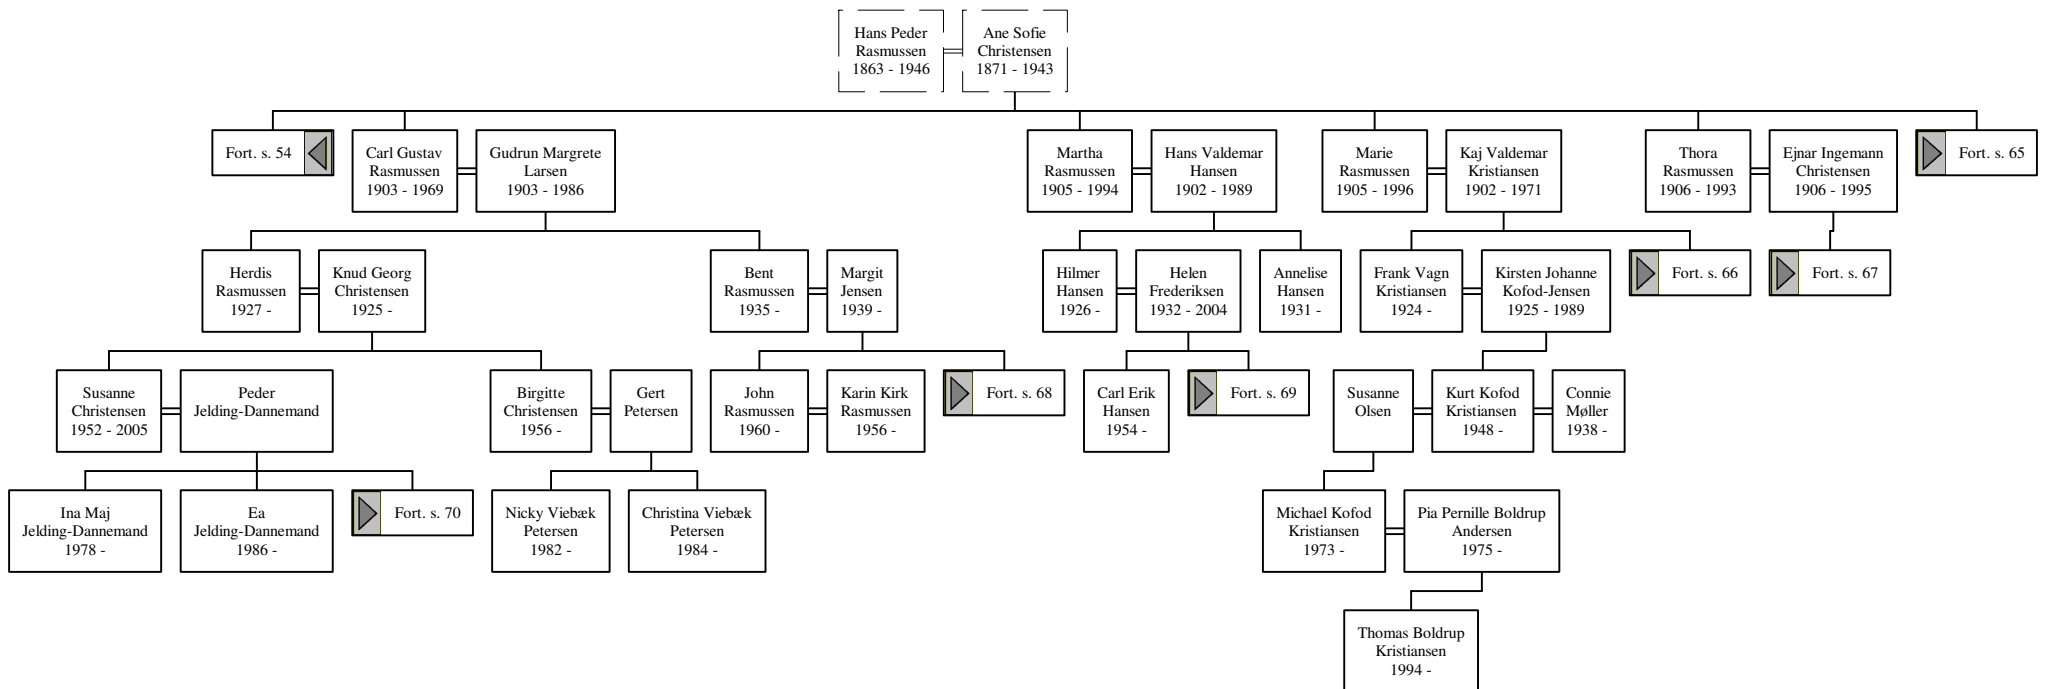 Hans Peder
Rasmussen
1863 - 1946
Ane Sofie
Christensen
1871 - 1943
Fort. s. 54
Carl Gustav
Rasmussen
1903 - 1969
Gudrun Margrete
Larsen
1903 - 1986
Martha
Rasmussen
1905 - 1994
Hans Valdemar
Hansen
1902 - 1989
Marie
Rasmussen
1905 - 1996
Kaj Valdemar
Kristiansen
1902 - 1971
Thora
Rasmussen
1906 - 1993
Ejnar Ingemann
Christensen
1906 - 1995
Fort. s. 65
Herdis
Rasmussen
1927 -
Knud Georg
Christensen
1925 -
Bent
Rasmussen
1935 -
Margit
Jensen
1939 -
Hilmer
Hansen
1926 -
Helen
Frederiksen
1932 - 2004
Annelise
Hansen
1931 -
Frank Vagn
Kristiansen
1924 -
Kirsten Johanne
Kofod-Jensen
1925 - 1989
Fort. s. 66
Fort. s. 67
Susanne
Christensen
1952 - 2005
Peder
Jelding-Dannemand
Birgitte
Christensen
1956 -
Gert
Petersen
John
Rasmussen
1960 -
Karin Kirk
Rasmussen
1956 -
Fort. s. 68
Carl Erik
Hansen
1954 -
Fort. s. 69
Susanne
Olsen
Kurt Kofod
Kristiansen
1948 -
Connie
Møller
1938 -
Ina Maj
Jelding-Dannemand
1978 -
Ea
Jelding-Dannemand
1986 -
Fort. s. 70
Nicky Viebæk
Petersen
1982 -
Christina Viebæk
Petersen
1984 -
Michael Kofod
Kristiansen
1973 -
Pia Pernille Boldrup
Andersen
1975 -
Thomas Boldrup
Kristiansen
1994 -